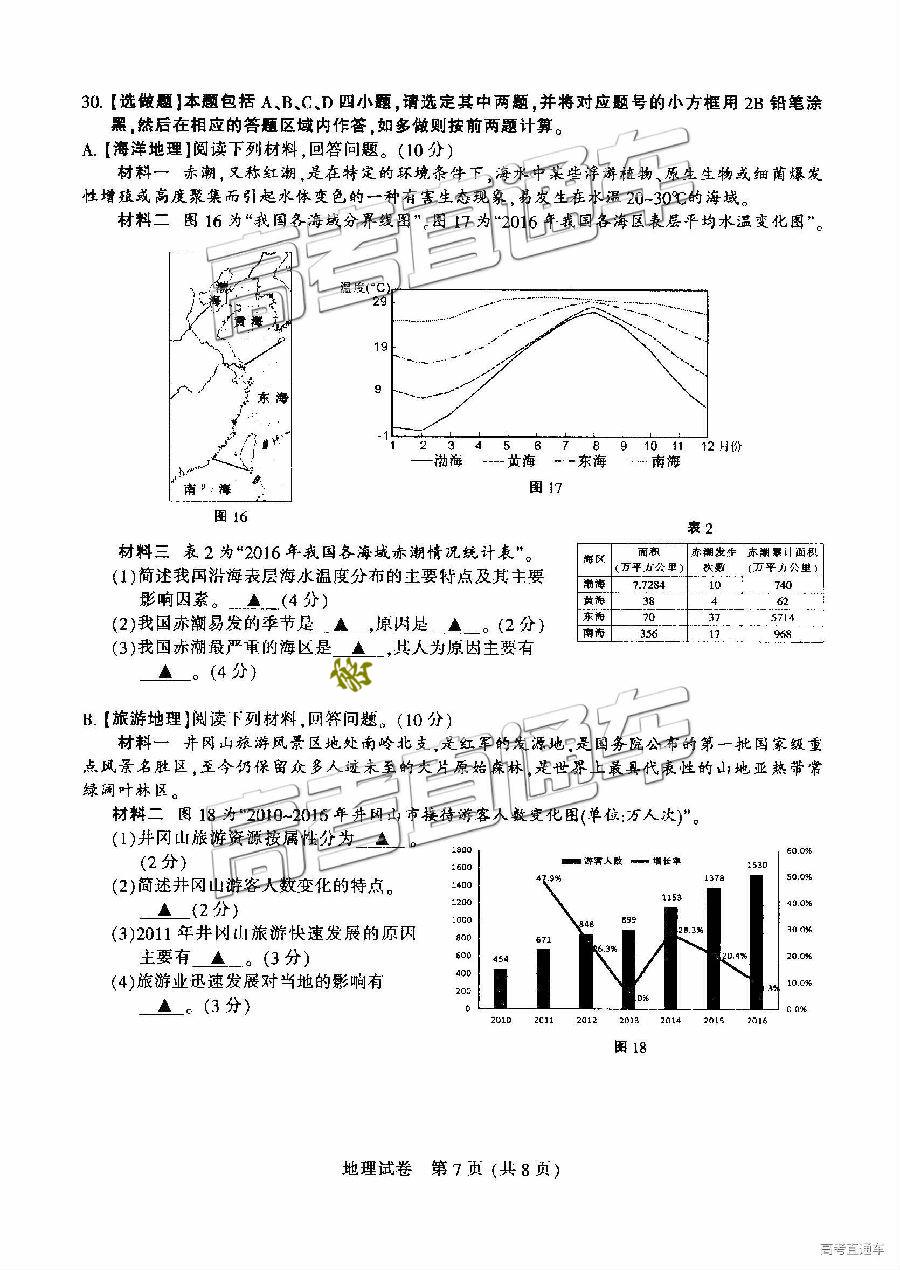 30.【选做题】本题包括 A、B、C、D 四小题,请选定其中两题,并将对应题号的小方框用 2B 铅笔涂
黑,然后在相应的答题区域内作答,如多做则按前两题计算。
A.【海洋地理】阅读下列材料,回答问题。(10 分)
材料一 赤潮,又称红潮,是在特定的环境条件下,海水中某些浮游植物、原生生物或细菌爆发
性增殖或高度聚集而引起水体变色的一种有害生态现象,易发生在水温 20~30℃的海域。
材料二 图 16 为“我国各海域分界线图”。图 17 为“2016 年我国各海区表层平均水温变化图”。
高考直通车
渤
海
黄 海
东 海
南 海
图 16
温度(℃)
29
19
9
-1
1 2 3 4 5 6 7 8 9 10 11 12 月份
渤海 黄海 东海 南海
图 17
表 2
海区 面积(万平方公里) 赤潮发生次数 赤潮累计面积(万平方公里)
渤海 7.7284 10 740
黄海 38 4 62
东海 70 37 5714
南海 356 17 968
材料三 表 2 为“2016 年我国各海域赤潮情况统计表”。
(1)简述我国沿海表层海水温度分布的主要特点及其主要
影响因素。 ▲ (4 分)
(2)我国赤潮易发的季节是 ▲ ,原因是 ▲ 。(2 分)
(3)我国赤潮最严重的海区是 ▲ ,其人为原因主要有
▲ 。(4 分)
B.【旅游地理】阅读下列材料,回答问题。(10 分)
材料一 井冈山旅游风景区地处南岭北支,是红军的发源地,是国务院公布的第一批国家级重
点风景名胜区,至今仍保留众多人迹未至的大片原始森林,是世界上最具代表性的山地亚热带常
绿阔叶林区。
高考直通车
材料二 图 18 为“2010~2016 年井冈山市接待游客人数变化图(单位:万人次)”。
(1)井冈山旅游资源按属性分为 ▲ 。
(2 分)
(2)简述井冈山游客人数变化的特点。
▲ (2 分)
(3)2011 年井冈山旅游快速发展的原因
主要有 ▲ 。(3 分)
(4)旅游业迅速发展对当地的影响有
▲ 。(3 分)
游客人数 增长率
1800 60.0%
1600 50.0%
1400 40.0%
1200 30.0%
1000 20.0%
800 10.0%
600 0.0%
400
200
0
454 671 848 899 1153 1378 1530
47.9% 26.3% .0% 28.3% 20.4% .3%
2010 2011 2012 2013 2014 2015 2016
图 18
地理试卷 第 7 页 (共 8 页)
高考直通车